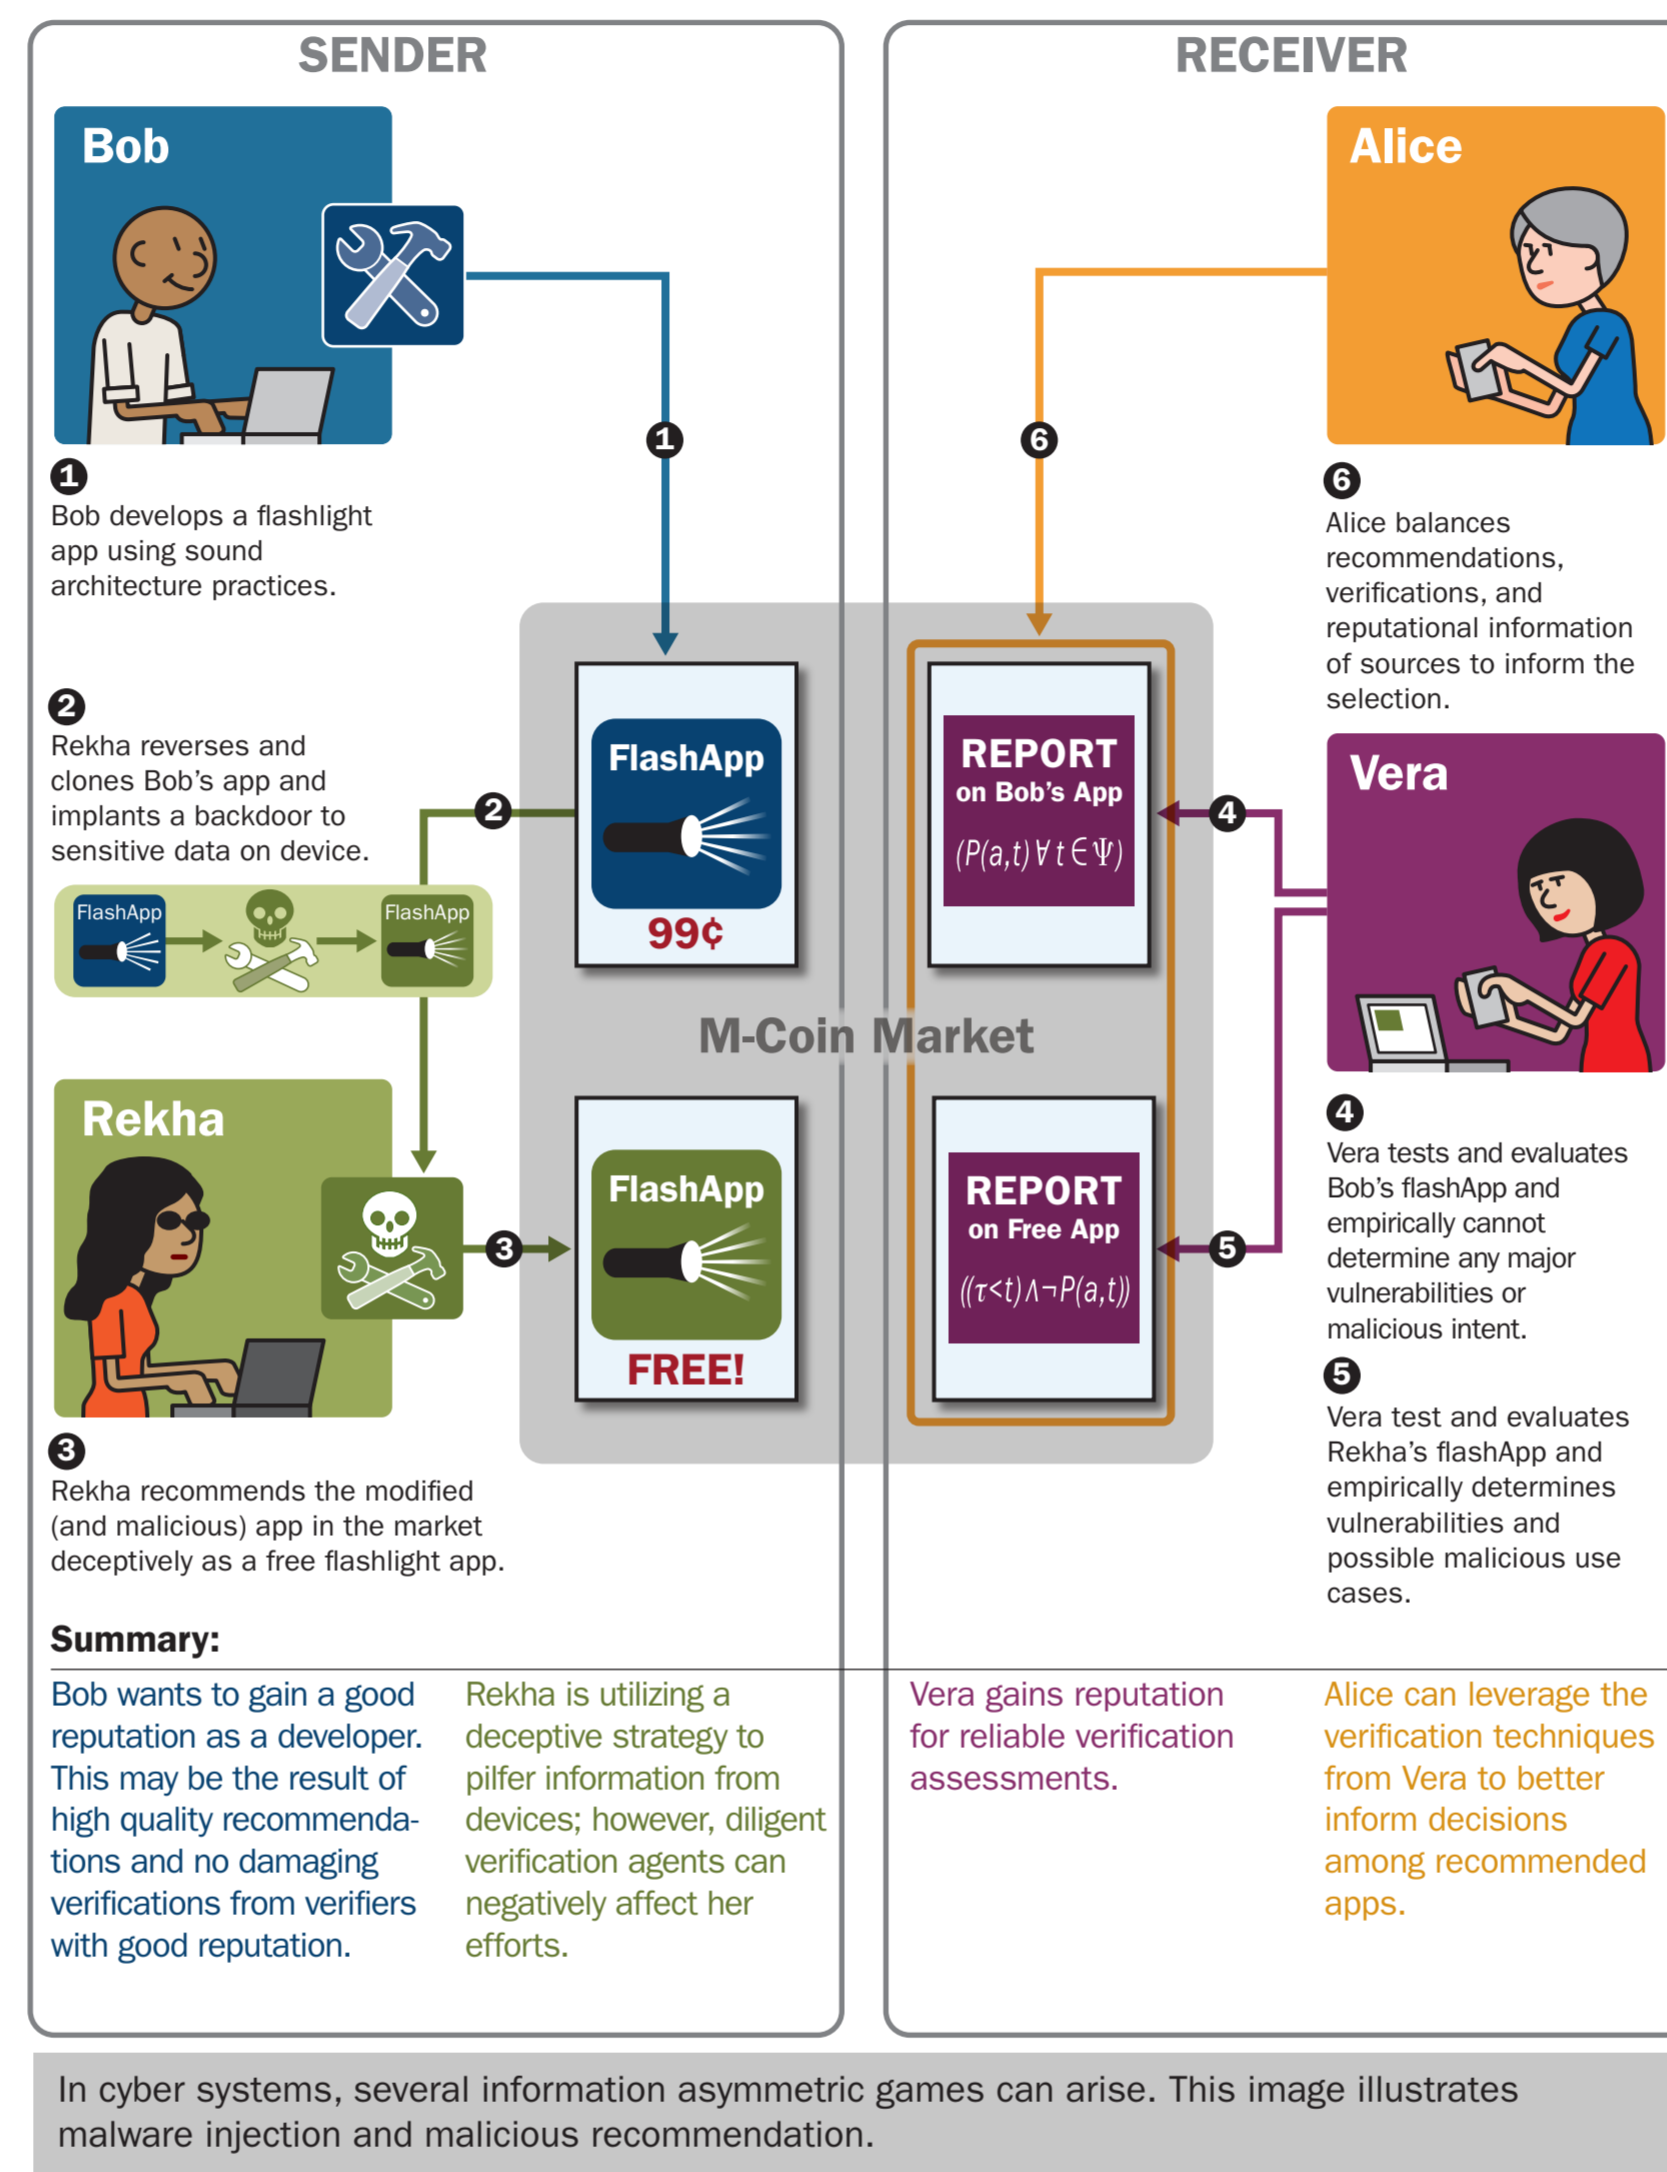 SENDER
Bob
1
1
Bob develops a flashlight
app using sound
architecture practices.
2
Rekha reverses and
clones Bob's app and
implants a backdoor to
sensitive data on device.
2
FlashApp
FlashApp
FlashApp
99¢
Rekha
3
FlashApp
FREE!
3
Rekha recommends the modified
(and malicious) app in the market
deceptively as a free flashlight app.
M-Coin Market
RECEIVER
Alice
6
6
Alice balances
recommendations,
verifications, and
reputational information
of sources to inform the
selection.
REPORT
on Bob's App
(P(a,t) ∀ t ∈ Ψ)
4
Vera
REPORT
on Free App
((τ<t)∧¬P(a,t))
5
4
Vera tests and evaluates
Bob's flashApp and
empirically cannot
determine any major
vulnerabilities or
malicious intent.
5
Vera test and evaluates
Rekha's flashApp and
empirically determines
vulnerabilities and
possible malicious use
cases.
Summary:
Bob wants to gain a good
reputation as a developer.
This may be the result of
high quality recommenda-
tions and no damaging
verifications from verifiers
with good reputation.
Rekha is utilizing a
deceptive strategy to
pilfer information from
devices; however, diligent
verification agents can
negatively affect her
efforts.
Vera gains reputation
for reliable verification
assessments.
Alice can leverage the
verification techniques
from Vera to better
inform decisions
among recommended
apps.
In cyber systems, several information asymmetric games can arise. This image illustrates
malware injection and malicious recommendation.